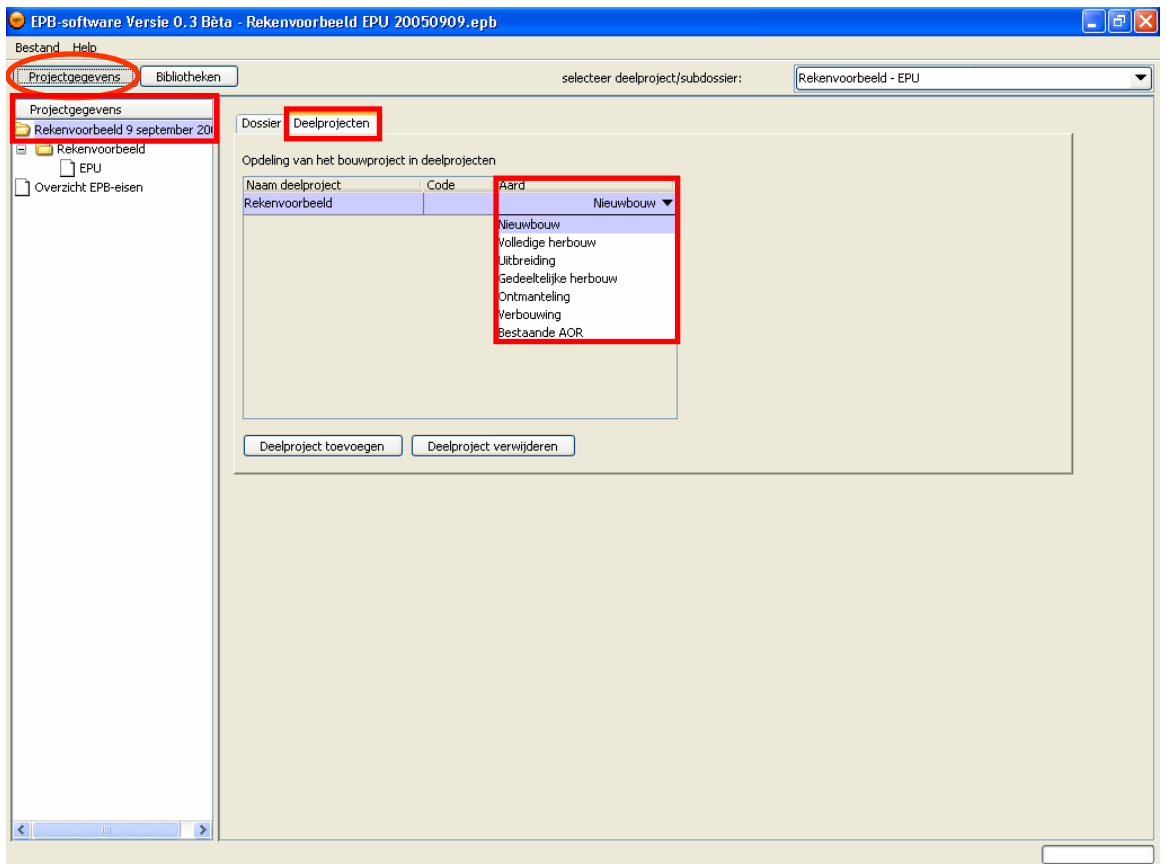 EPB-software Versie 0.3 Bèta - Rekenvoorbeeld EPU 20050909.epb
Bestand Help
Projectgegevens Bibliotheken selecteer deelproject/subdossier: Rekenvoorbeeld - EPU
Projectgegevens
Rekenvoorbeeld 9 september 200
Rekenvoorbeeld
EPU
Overzicht EPB-eisen
Dossier Deelprojecten
Opdeling van het bouwproject in deelprojecten
Naam deelproject Code Aard
Rekenvoorbeeld Nieuwbouw
Nieuwbouw
Volledige herbouw
Uitbreiding
Gedeeltelijke herbouw
Ontmanteling
Verbouwing
Bestaande AOR
Deelproject toevoegen Deelproject verwijderen